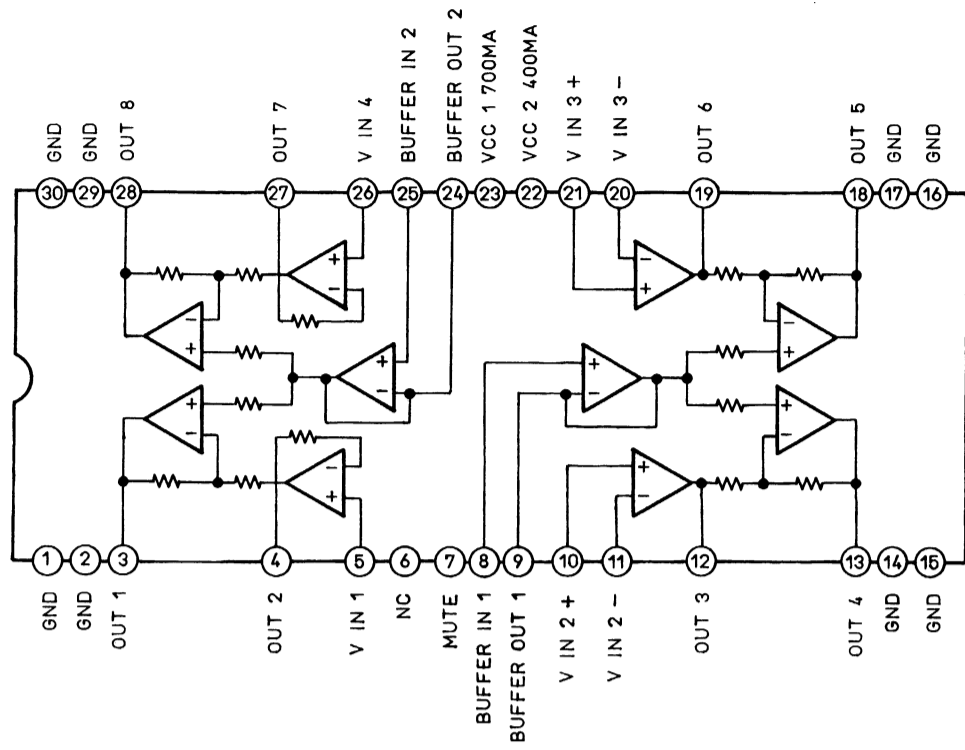 GND
GND
OUT 8
OUT 7
V IN 4
BUFFER IN 2
BUFFER OUT 2
VCC 1 700MA
VCC 2 400MA
V IN 3 +
V IN 3 -
OUT 6
OUT 5
GND
GND
30 29 28 27 26 25 24 23 22 21 20 19 18 17 16
+ - - +
- + + -
+ - + -
+ - + -
- + + -
1 2 3 4 5 6 7 8 9 10 11 12 13 14 15
GND
GND
OUT 1
OUT 2
V IN 1
NC
MUTE
BUFFER IN 1
BUFFER OUT 1
V IN 2 +
V IN 2 -
OUT 3
OUT 4
GND
GND